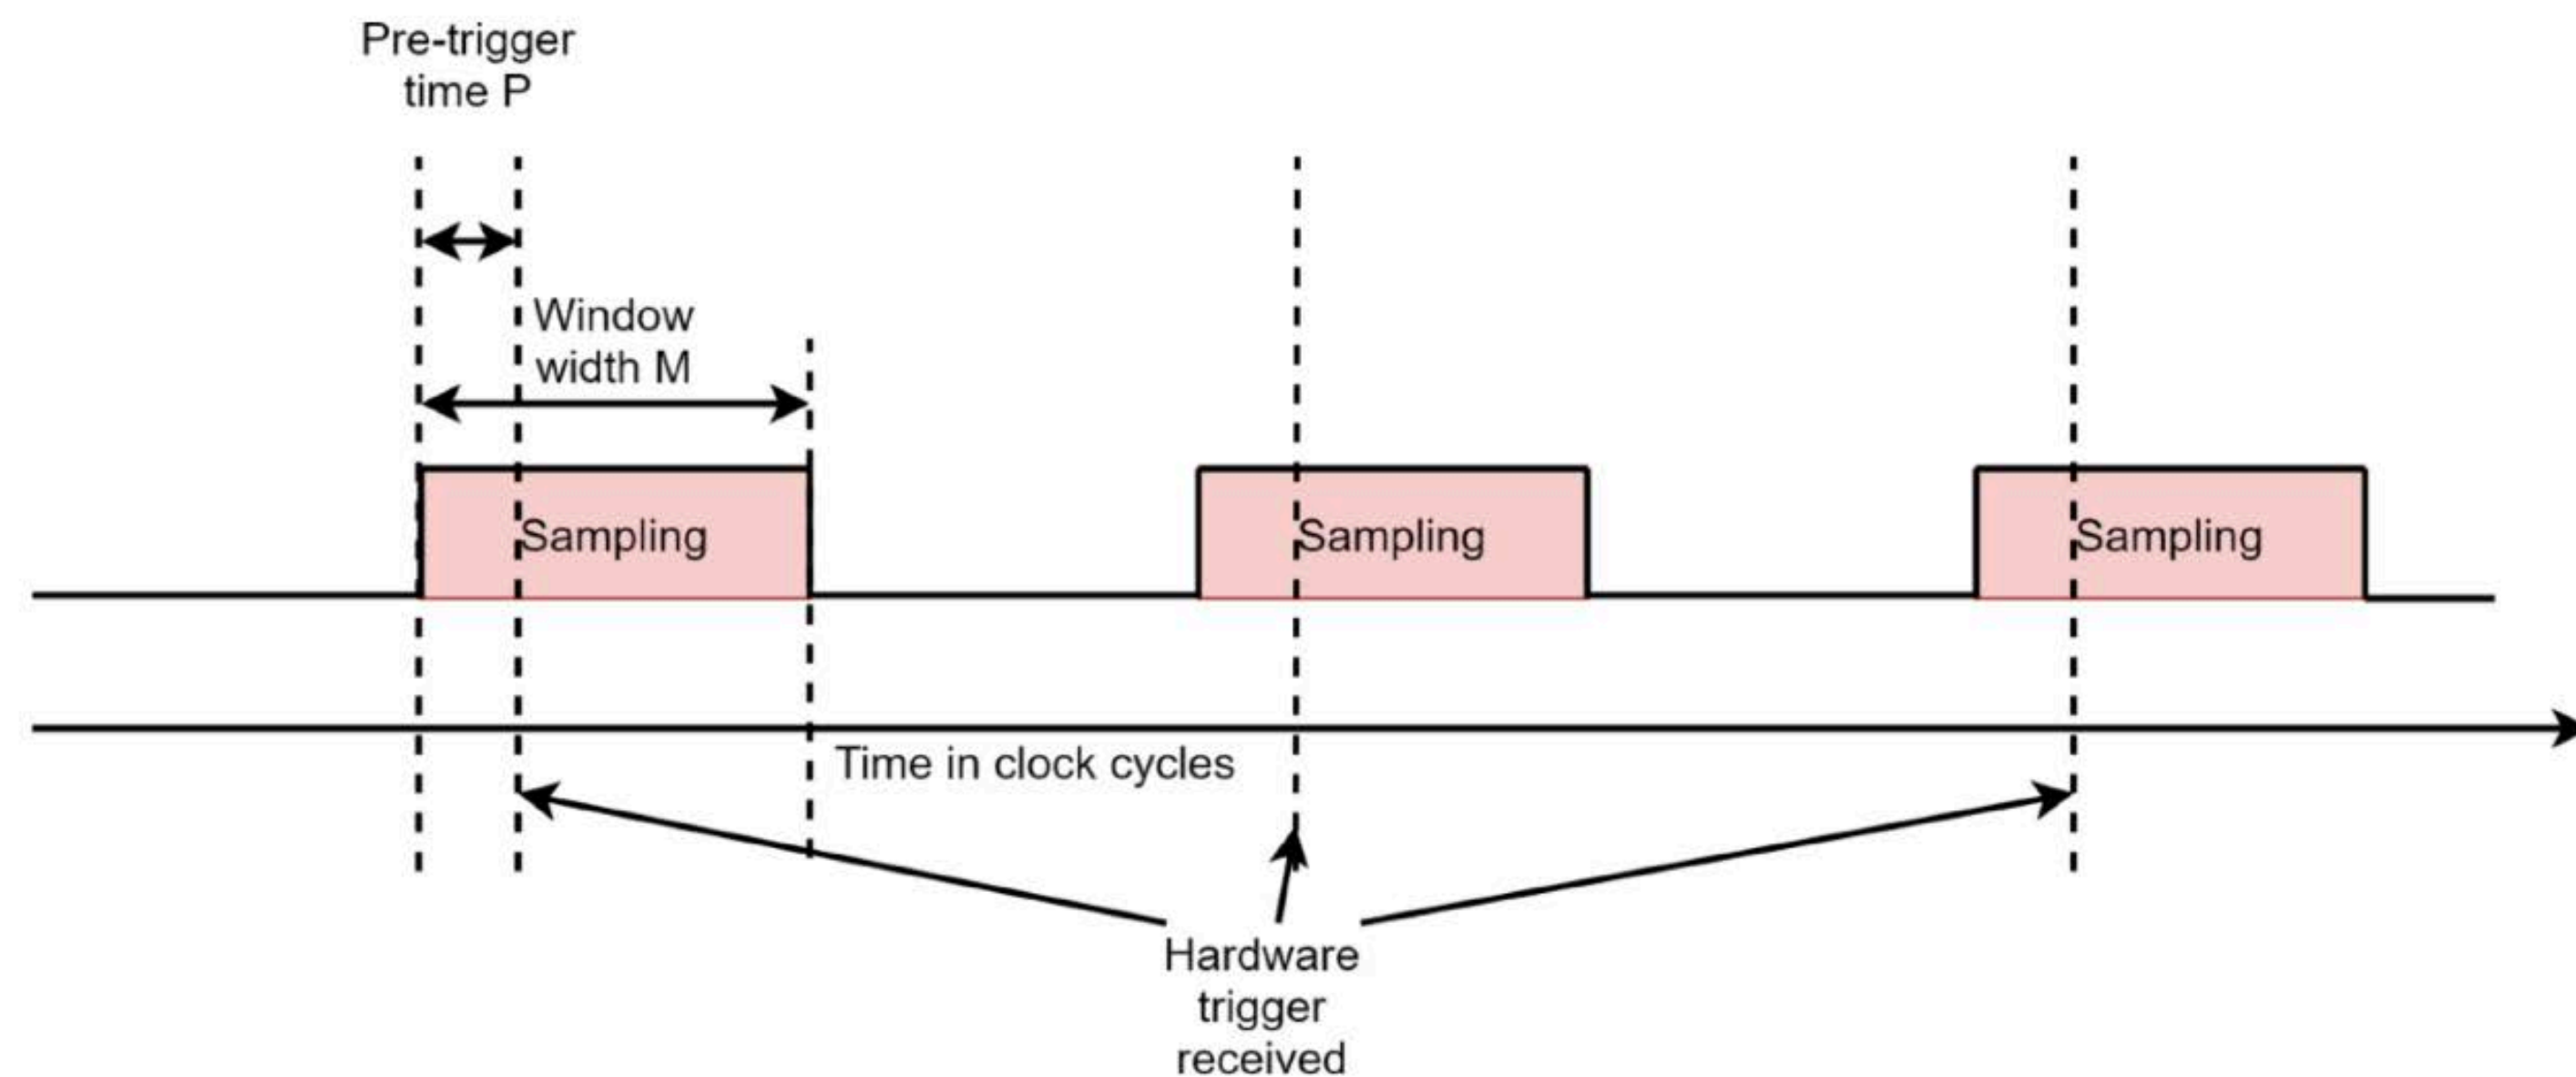 Pre-trigger
time P
Window
width M
Sampling
Sampling
Sampling
Time in clock cycles
Hardware
trigger
received